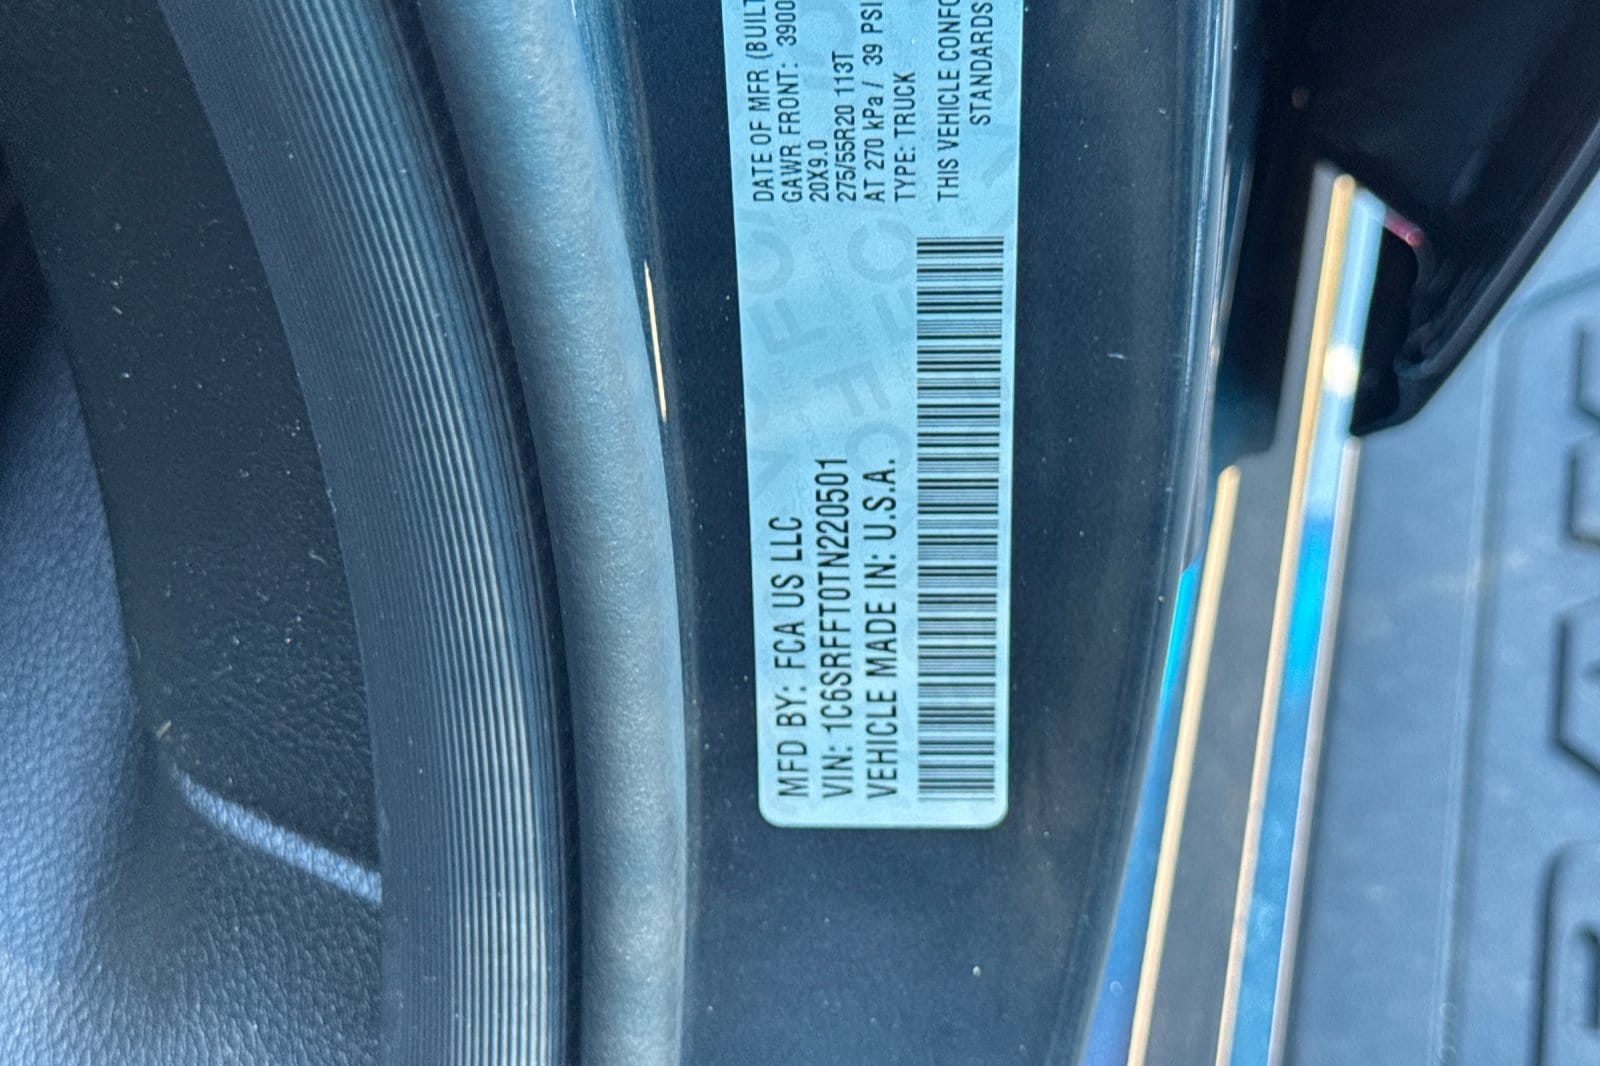 MFD BY: FCA US LLC
VIN: 1C6SRFFT0TN220501
VEHICLE MADE IN: U.S.A.
DATE OF MFR (BUILT
GAWR FRONT: 3900
20X9.0
275/55R20 113T
AT 270 kPa / 39 PSI
TYPE: TRUCK
THIS VEHICLE CONFO
STANDARDS